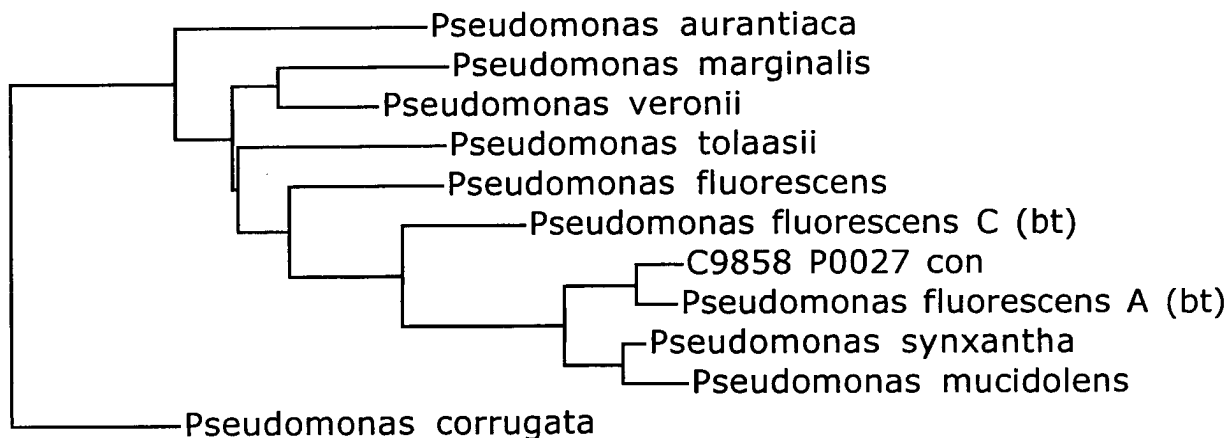 Pseudomonas aurantiaca
Pseudomonas marginalis
Pseudomonas veronii
Pseudomonas tolaasii
Pseudomonas fluorescens
Pseudomonas fluorescens C (bt)
C9858 P0027 con
Pseudomonas fluorescens A (bt)
Pseudomonas synxantha
Pseudomonas mucidolens
Pseudomonas corrugata